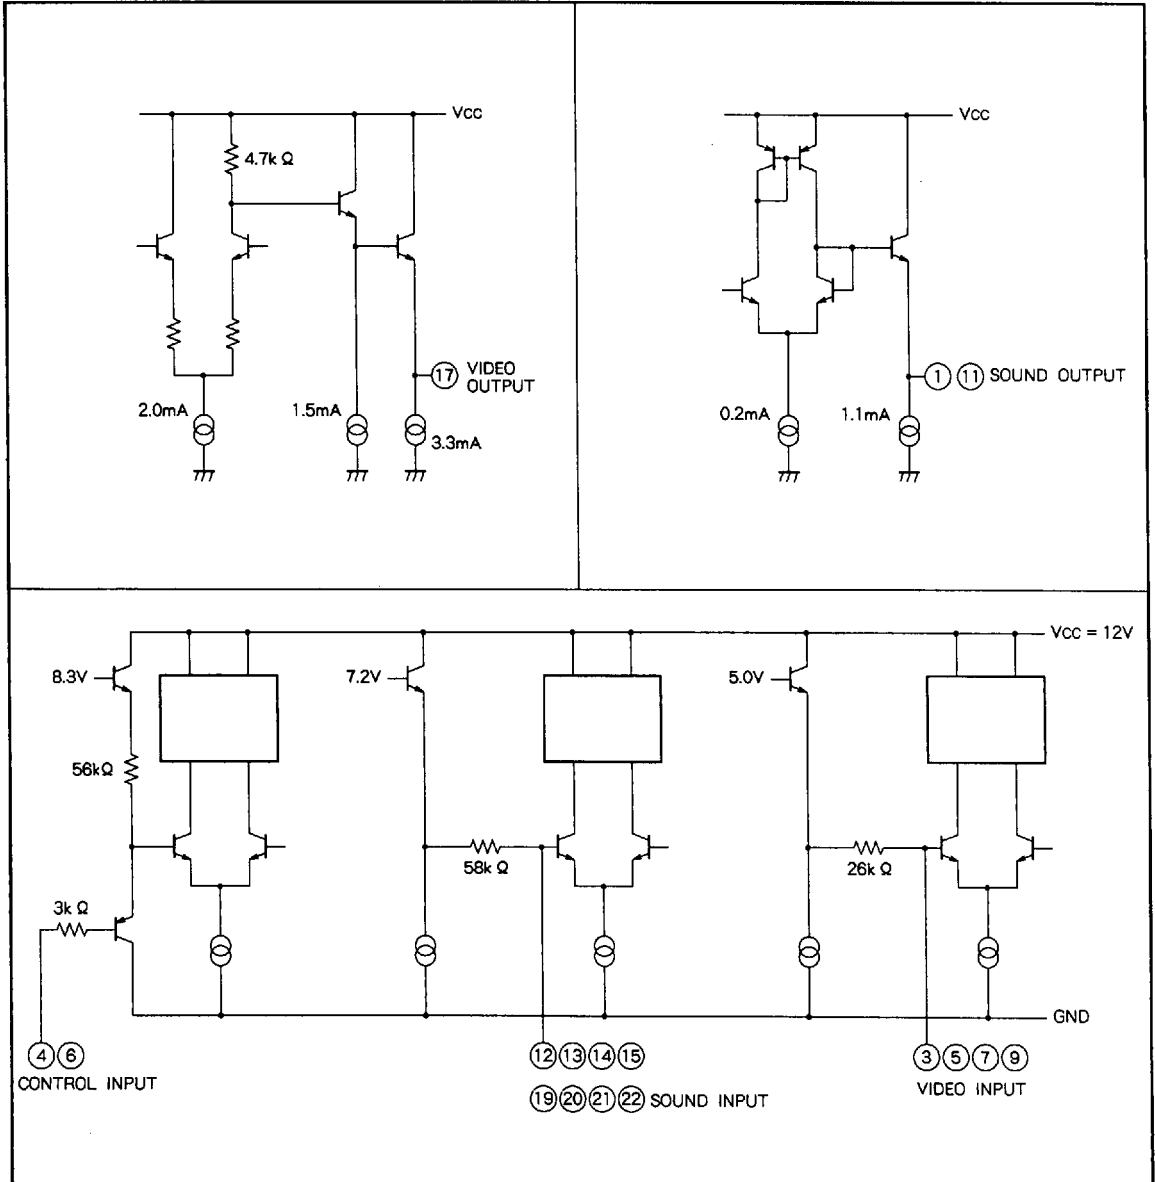 Vcc
4.7k Ω
17 VIDEO OUTPUT
2.0mA
1.5mA
3.3mA
Vcc
1 11 SOUND OUTPUT
0.2mA
1.1mA
Vcc = 12V
8.3V
7.2V
5.0V
56kΩ
58k Ω
26k Ω
3k Ω
GND
4 6
CONTROL INPUT
12 13 14 15
19 20 21 22 SOUND INPUT
3 5 7 9
VIDEO INPUT